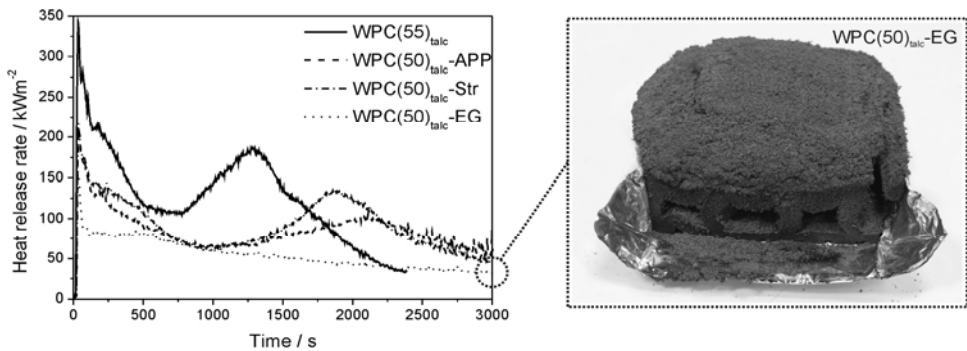 350
300
250
200
150
100
50
0
Heat release rate / kWm-2
WPC(55)talc
WPC(50)talc-APP
WPC(50)talc-Str
WPC(50)talc-EG
0 500 1000 1500 2000 2500 3000
Time / s
WPC(50)talc-EG